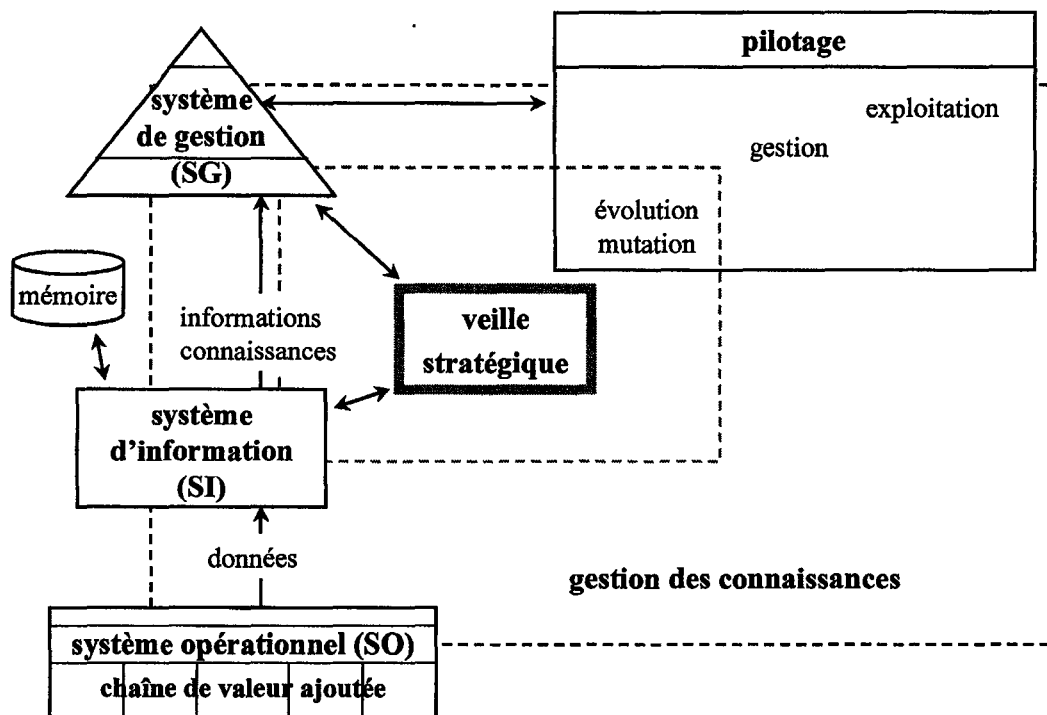 pilotage
exploitation
gestion
évolution
mutation
système
de gestion
(SG)
mémoire
informations
connaissances
veille
stratégique
système
d'information
(SI)
données
gestion des connaissances
système opérationnel (SO)
chaîne de valeur ajoutée